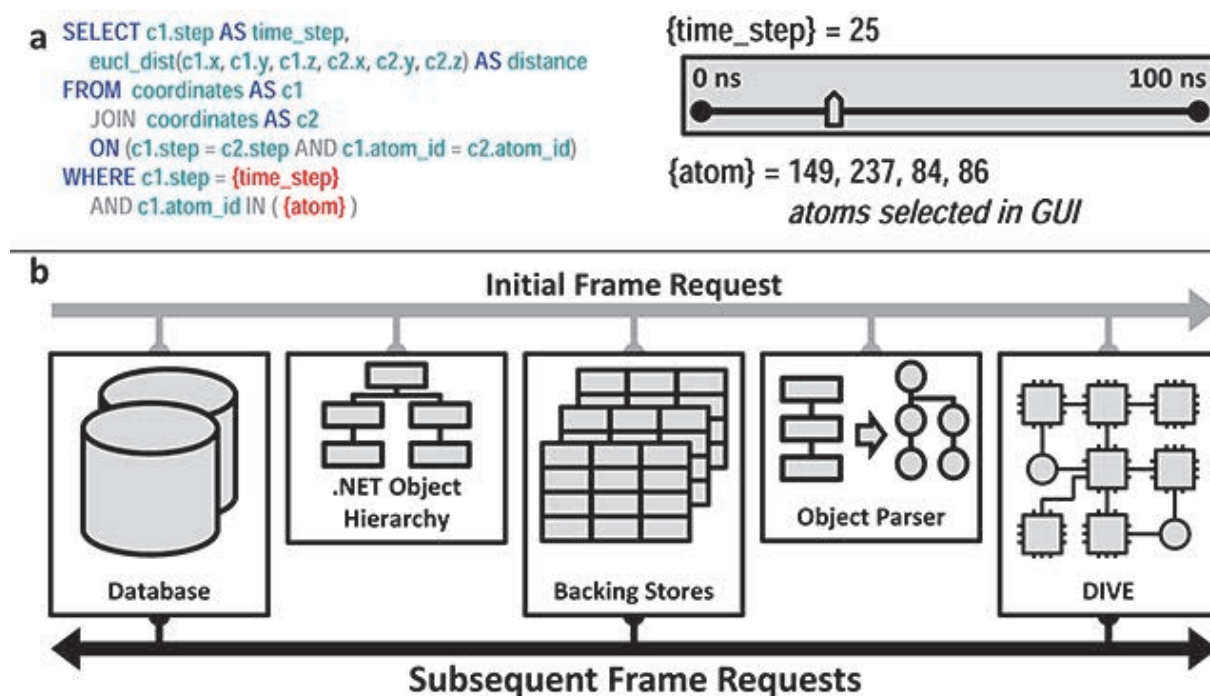 a
SELECT c1.step AS time_step,
eucl_dist(c1.x, c1.y, c1.z, c2.x, c2.y, c2.z) AS distance
FROM coordinates AS c1
JOIN coordinates AS c2
ON (c1.step = c2.step AND c1.atom_id = c2.atom_id)
WHERE c1.step = {time_step}
AND c1.atom_id IN ( {atom} )
{time_step} = 25
0 ns 100 ns
{atom} = 149, 237, 84, 86
atoms selected in GUI
b
Initial Frame Request
Database
.NET Object
Hierarchy
Backing Stores
Object Parser
DIVE
Subsequent Frame Requests